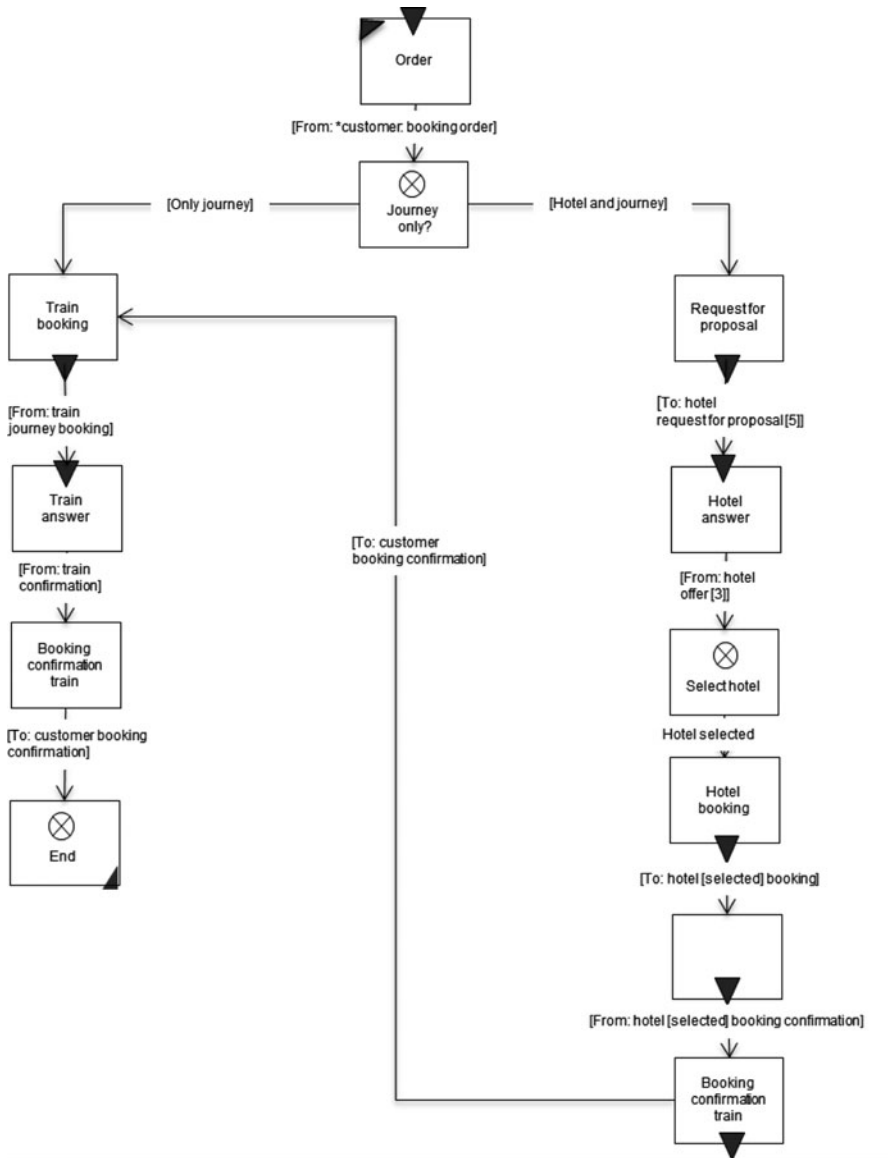 Order
[From: *customer: booking order]
Journey
only?
[Only journey]
[Hotel and journey]
Train
booking
[From: train
journey booking]
Train
answer
[From: train
confirmation]
Booking
confirmation
train
[To: customer booking
confirmation]
End
[To: customer
booking confirmation]
Request for
proposal
[To: hotel
request for proposal [5]]
Hotel
answer
[From: hotel
offer [3]]
Select hotel
Hotel selected
Hotel
booking
[To: hotel [selected] booking]
[From: hotel [selected] booking confirmation]
Booking
confirmation
train